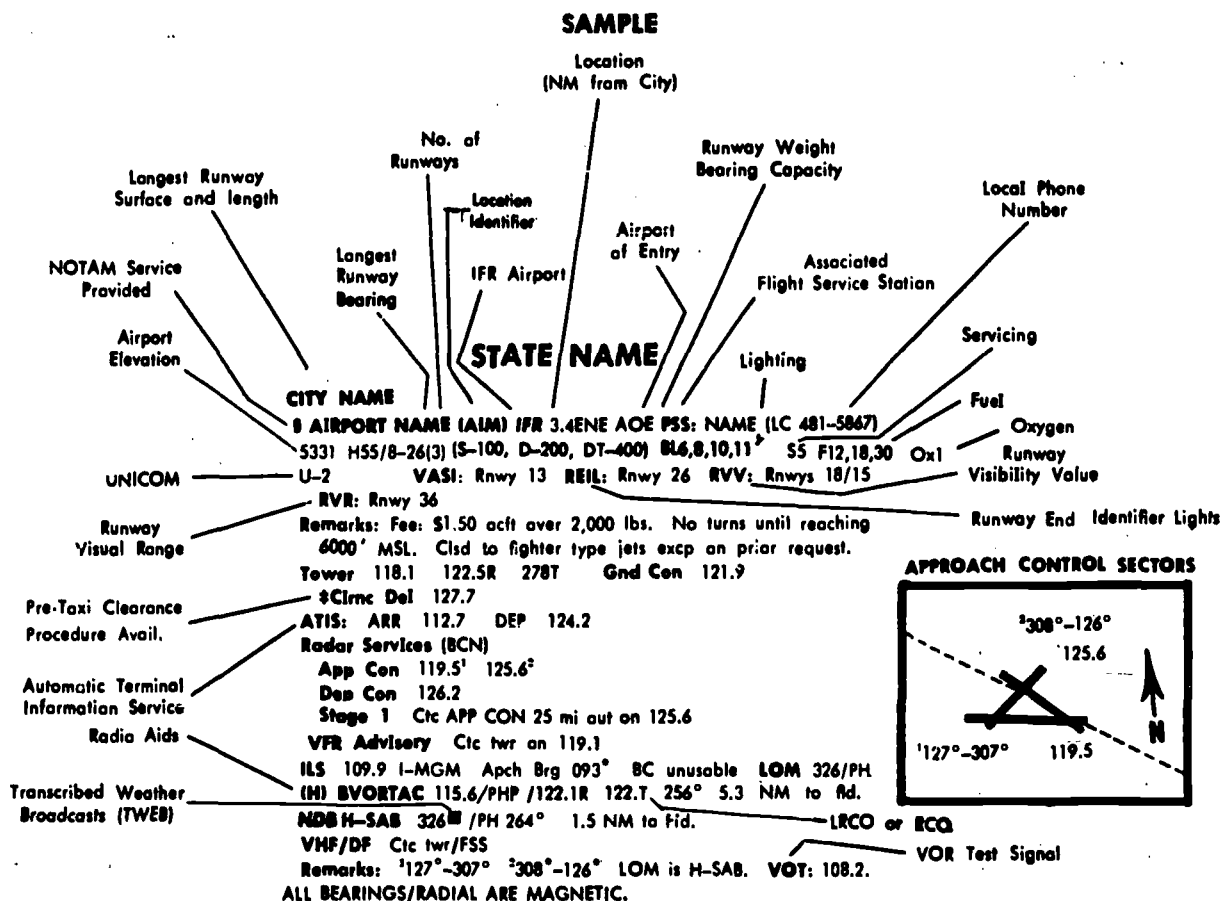 SAMPLE
Location
(NM from City)
No. of
Runways
Runway Weight
Bearing Capacity
Longest Runway
Surface and length
Location
Identifier
Local Phone
Number
Airport
of Entry
NOTAM Service
Provided
Longest
Runway
Bearing
IFR Airport
Associated
Flight Service Station
Airport
Elevation
STATE NAME
Lighting
Servicing
CITY NAME
§ AIRPORT NAME (AIM) IFR 3.4ENE AOE FSS: NAME (LC 481-5867)
Fuel
5331 H55/8-26(3) (S-100, D-200, DT-400) BL6,8,10,11 S5 F12,18,30 Ox1
Oxygen
UNICOM
U-2 VASI: Rnwy 13 REIL: Rnwy 26 RVV: Rnwys 18/15
Runway
Visibility Value
RVR: Rnwy 36
Runway
Visual Range
Remarks: Fee: $1.50 acft over 2,000 lbs. No turns until reaching
6000' MSL. Clsd to fighter type jets excp on prior request.
Runway End Identifier Lights
Tower 118.1 122.5R 278T Gnd Con 121.9
Pre-Taxi Clearance
Procedure Avail.
‡Clrnc Del 127.7
ATIS: ARR 112.7 DEP 124.2
Radar Services (BCN)
App Con 119.5¹ 125.6²
Dep Con 126.2
Stage 1 Ctc APP CON 25 mi out on 125.6
Automatic Terminal
Information Service
Radio Aids
VFR Advisory Ctc twr on 119.1
ILS 109.9 I-MGM Apch Brg 093° BC unusable LOM 326/PH
(H) BVORTAC 115.6/PHP /122.1R 122.T 256° 5.3 NM to fld.
Transcribed Weather
Broadcasts (TWEB)
NDB H-SAB 326■ /PH 264° 1.5 NM to Fid.
LRCO or RCO
VHF/DF Ctc twr/FSS
VOR Test Signal
Remarks: ¹127°-307° ²308°-126° LOM is H-SAB. VOT: 108.2.
ALL BEARINGS/RADIAL ARE MAGNETIC.
APPROACH CONTROL SECTORS
²308°-126°
125.6
N
¹127°-307° 119.5